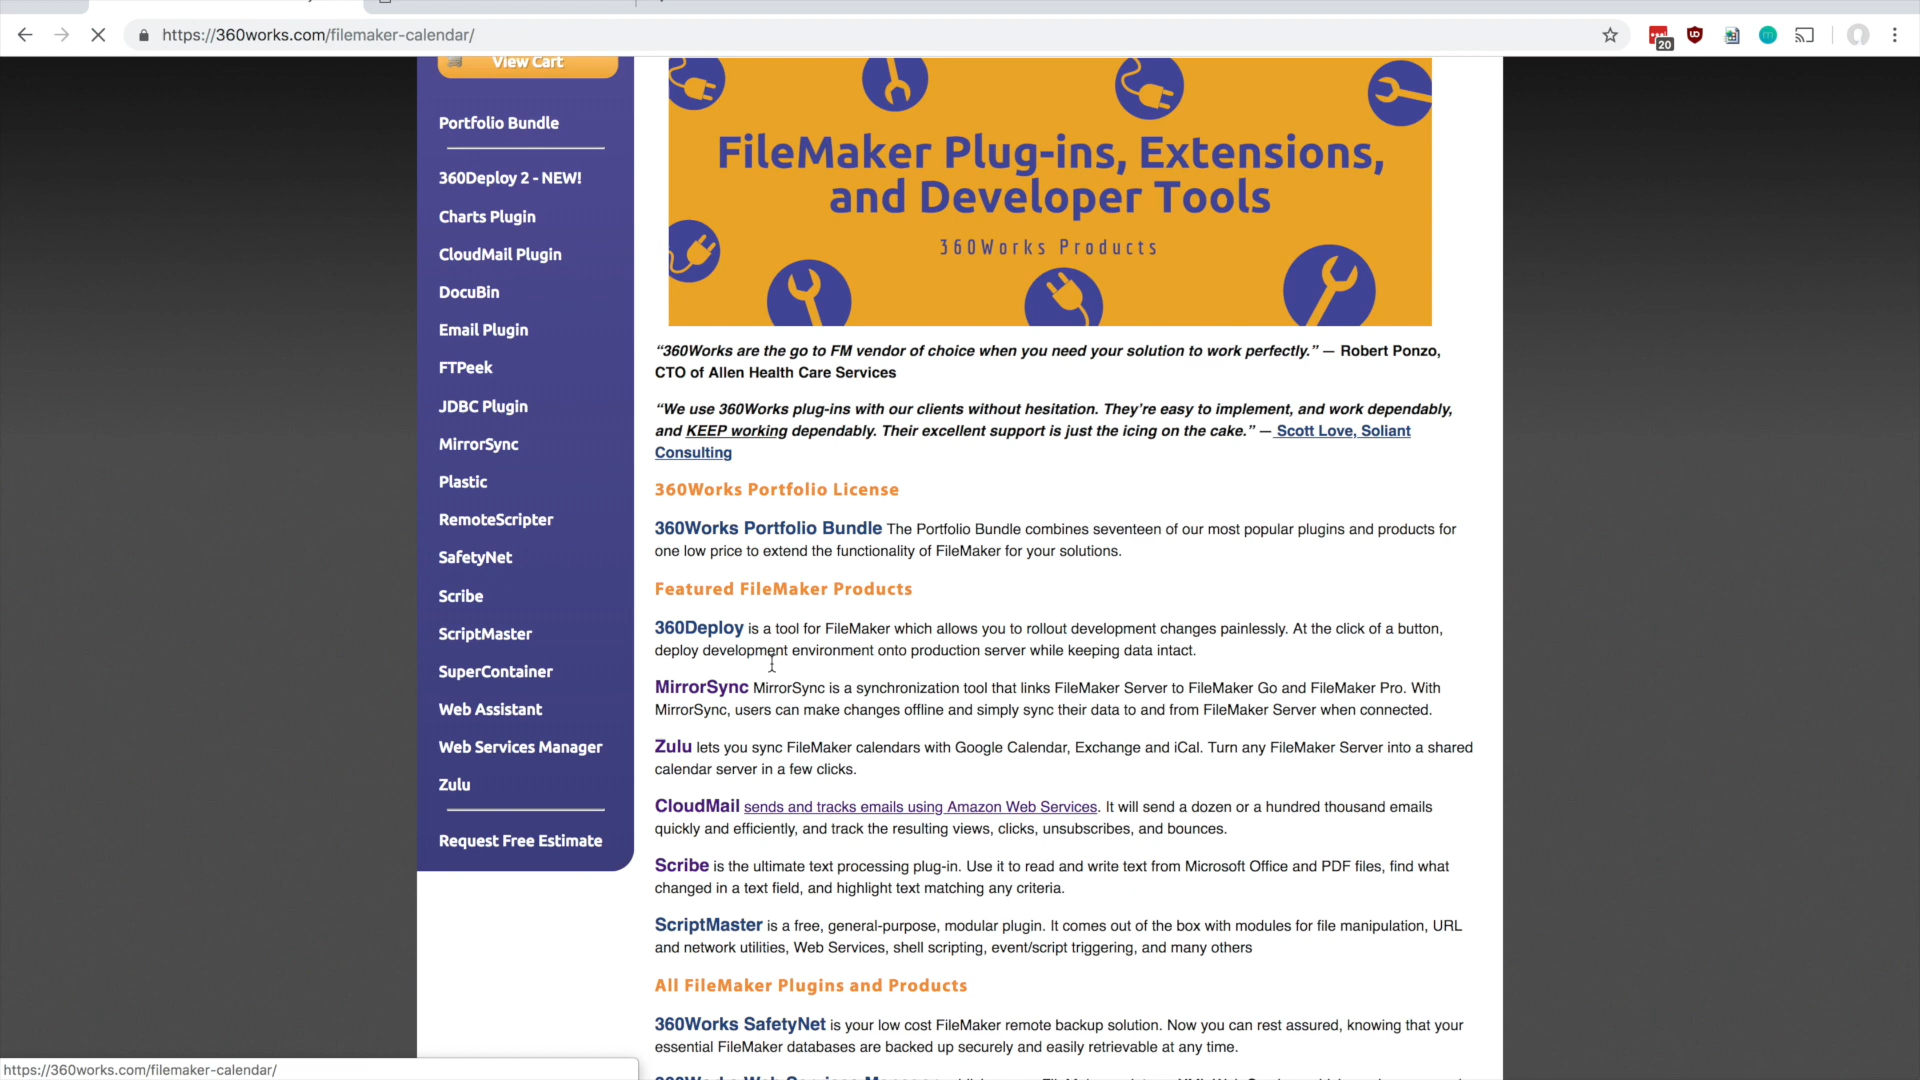 https://360works.com/filemaker-calendar/
20
View Cart
Portfolio Bundle
360Deploy 2 - NEW!
Charts Plugin
CloudMail Plugin
DocuBin
Email Plugin
FTPeek
JDBC Plugin
MirrorSync
Plastic
RemoteScripter
SafetyNet
Scribe
ScriptMaster
SuperContainer
Web Assistant
Web Services Manager
Zulu
Request Free Estimate
FileMaker Plug-ins, Extensions,
and Developer Tools
360Works Products
“360Works are the go to FM vendor of choice when you need your solution to work perfectly.” — Robert Ponzo,
CTO of Allen Health Care Services
“We use 360Works plug-ins with our clients without hesitation. They’re easy to implement, and work dependably,
and KEEP working dependably. Their excellent support is just the icing on the cake.” — Scott Love, Soliant
Consulting
360Works Portfolio License
360Works Portfolio Bundle The Portfolio Bundle combines seventeen of our most popular plugins and products for
one low price to extend the functionality of FileMaker for your solutions.
Featured FileMaker Products
360Deploy is a tool for FileMaker which allows you to rollout development changes painlessly. At the click of a button,
deploy development environment onto production server while keeping data intact.
MirrorSync MirrorSync is a synchronization tool that links FileMaker Server to FileMaker Go and FileMaker Pro. With
MirrorSync, users can make changes offline and simply sync their data to and from FileMaker Server when connected.
Zulu lets you sync FileMaker calendars with Google Calendar, Exchange and iCal. Turn any FileMaker Server into a shared
calendar server in a few clicks.
CloudMail sends and tracks emails using Amazon Web Services. It will send a dozen or a hundred thousand emails
quickly and efficiently, and track the resulting views, clicks, unsubscribes, and bounces.
Scribe is the ultimate text processing plug-in. Use it to read and write text from Microsoft Office and PDF files, find what
changed in a text field, and highlight text matching any criteria.
ScriptMaster is a free, general-purpose, modular plugin. It comes out of the box with modules for file manipulation, URL
and network utilities, Web Services, shell scripting, event/script triggering, and many others
All FileMaker Plugins and Products
360Works SafetyNet is your low cost FileMaker remote backup solution. Now you can rest assured, knowing that your
essential FileMaker databases are backed up securely and easily retrievable at any time.
https://360works.com/filemaker-calendar/